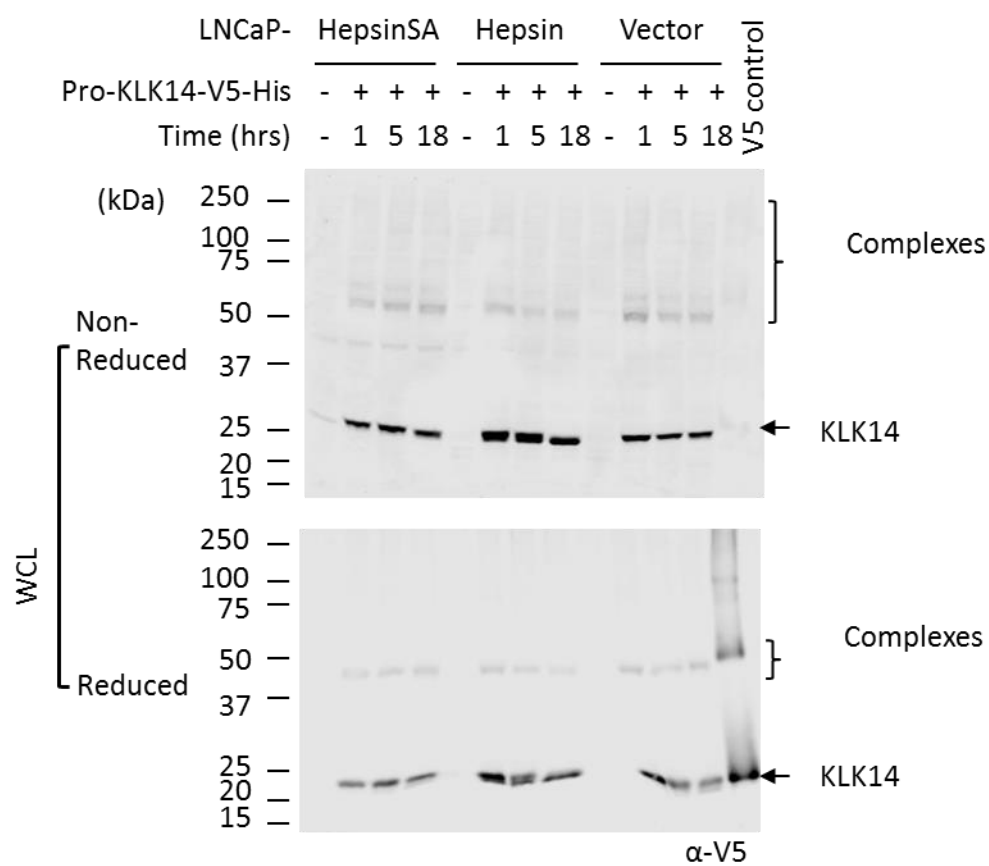 LNCaP- HepsinSA Hepsin Vector V5 control
Pro-KLK14-V5-His - + + + - + + + - + + +
Time (hrs) - 1 5 18 - 1 5 18 - 1 5 18
(kDa)
250
100
75
50
37
25
20
15
Complexes
KLK14
Non-
Reduced
WCL
250
100
75
50
37
25
20
15
Complexes
Reduced
KLK14
α-V5